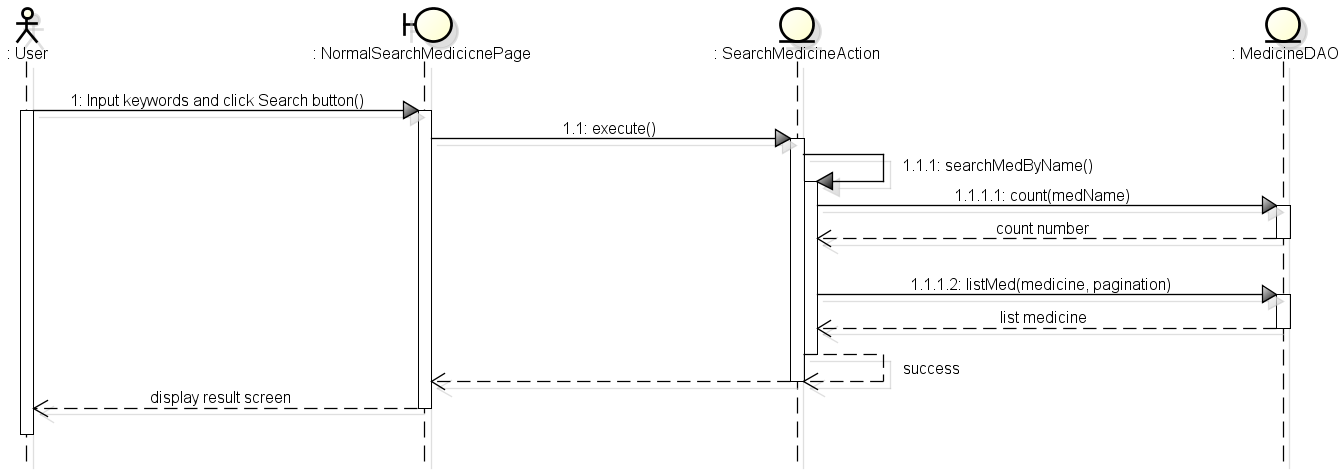 : User
: NormalSearchMedicicnePage
: SearchMedicineAction
: MedicineDAO
1: Input keywords and click Search button()
1.1: execute()
1.1.1: searchMedByName()
1.1.1.1: count(medName)
count number
1.1.1.2: listMed(medicine, pagination)
list medicine
success
display result screen